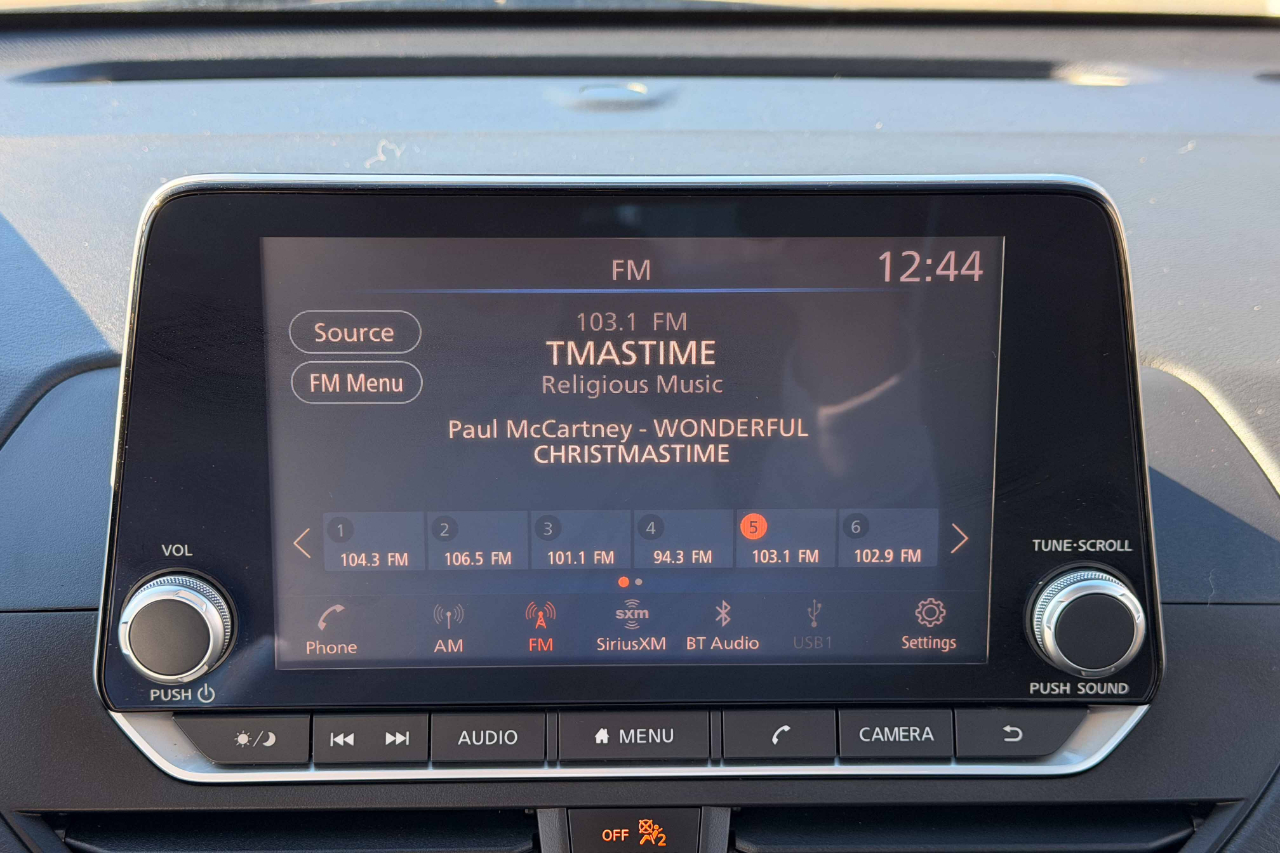 FM
12:44
Source
103.1 FM
TMASTIME
FM Menu
Religious Music
Paul McCartney - WONDERFUL
CHRISTMASTIME
1 2 3 4 5 6
104.3 FM 106.5 FM 101.1 FM 94.3 FM 103.1 FM 102.9 FM
sxm
Phone AM FM SiriusXM BT Audio USB1 Settings
VOL
PUSH
TUNE·SCROLL
PUSH SOUND
AUDIO MENU CAMERA
OFF 2